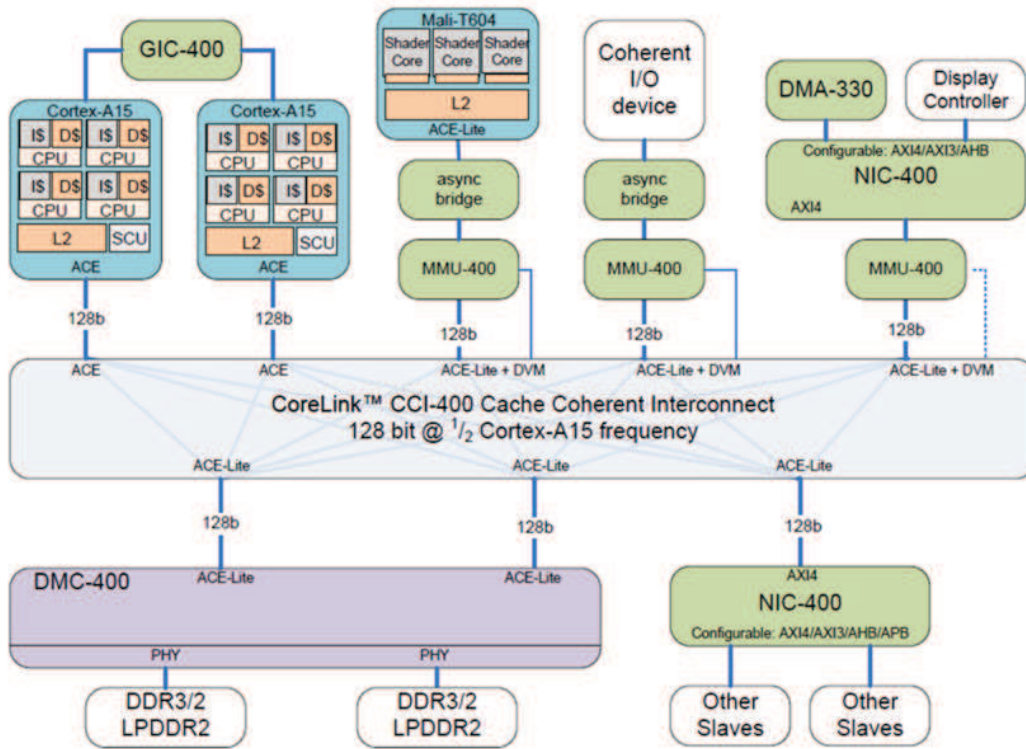 GIC-400
Cortex-A15
I$ D$ I$ D$
CPU CPU
I$ D$ I$ D$
CPU CPU
L2 SCU
ACE
Cortex-A15
I$ D$ I$ D$
CPU CPU
I$ D$ I$ D$
CPU CPU
L2 SCU
ACE
Mali-T604
Shader Core
Shader Core
Shader Core
L2
ACE-Lite
async
bridge
MMU-400
Coherent
I/O
device
async
bridge
MMU-400
DMA-330
Display
Controller
Configurable: AXI4/AXI3/AHB
NIC-400
AXI4
MMU-400
128b 128b 128b 128b 128b
ACE ACE ACE-Lite + DVM ACE-Lite + DVM ACE-Lite + DVM
CoreLink™ CCI-400 Cache Coherent Interconnect
128 bit @ 1/2 Cortex-A15 frequency
ACE-Lite ACE-Lite ACE-Lite
128b 128b 128b
DMC-400
ACE-Lite ACE-Lite
PHY PHY
DDR3/2
LPDDR2
DDR3/2
LPDDR2
AXI4
NIC-400
Configurable: AXI4/AXI3/AHB/APB
Other
Slaves
Other
Slaves